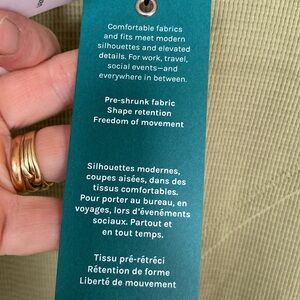 Comfortable fabrics
and fits meet modern
silhouettes and elevated
details. For work, travel,
social events—and
everywhere in between.
Pre-shrunk fabric
Shape retention
Freedom of movement
Silhouettes modernes,
coupes aisées, dans des
tissus comfortables.
Pour porter au bureau, en
voyages, lors d'événements
sociaux. Partout et
en tout temps.
Tissu pré-rétréci
Rétention de forme
Liberté de mouvement